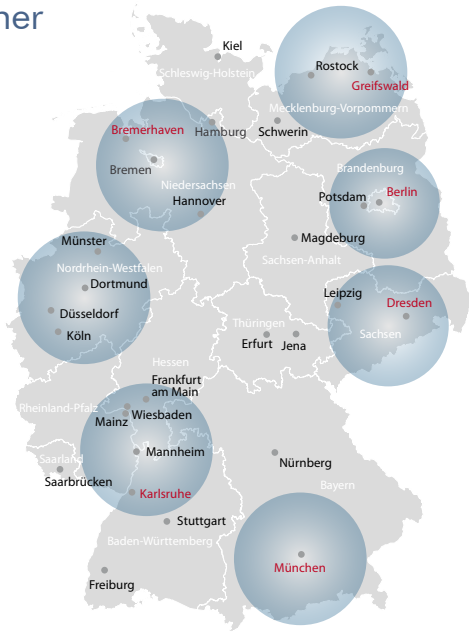 ner
Kiel
Schleswig-Holstein
Rostock
Greifswald
Mecklenburg-Vorpommern
Bremerhaven
Hamburg
Schwerin
Bremen
Brandenburg
Niedersachsen
Berlin
Potsdam
Hannover
Münster
Magdeburg
Sachsen-Anhalt
Nordrhein-Westfalen
Dortmund
Leipzig
Dresden
Düsseldorf
Thüringen
Sachsen
Köln
Erfurt
Jena
Hessen
Frankfurt
am Main
Rheinland-Pfalz
Wiesbaden
Mainz
Mannheim
Saarland
Nürnberg
Saarbrücken
Bayern
Karlsruhe
Stuttgart
Baden-Württemberg
München
Freiburg